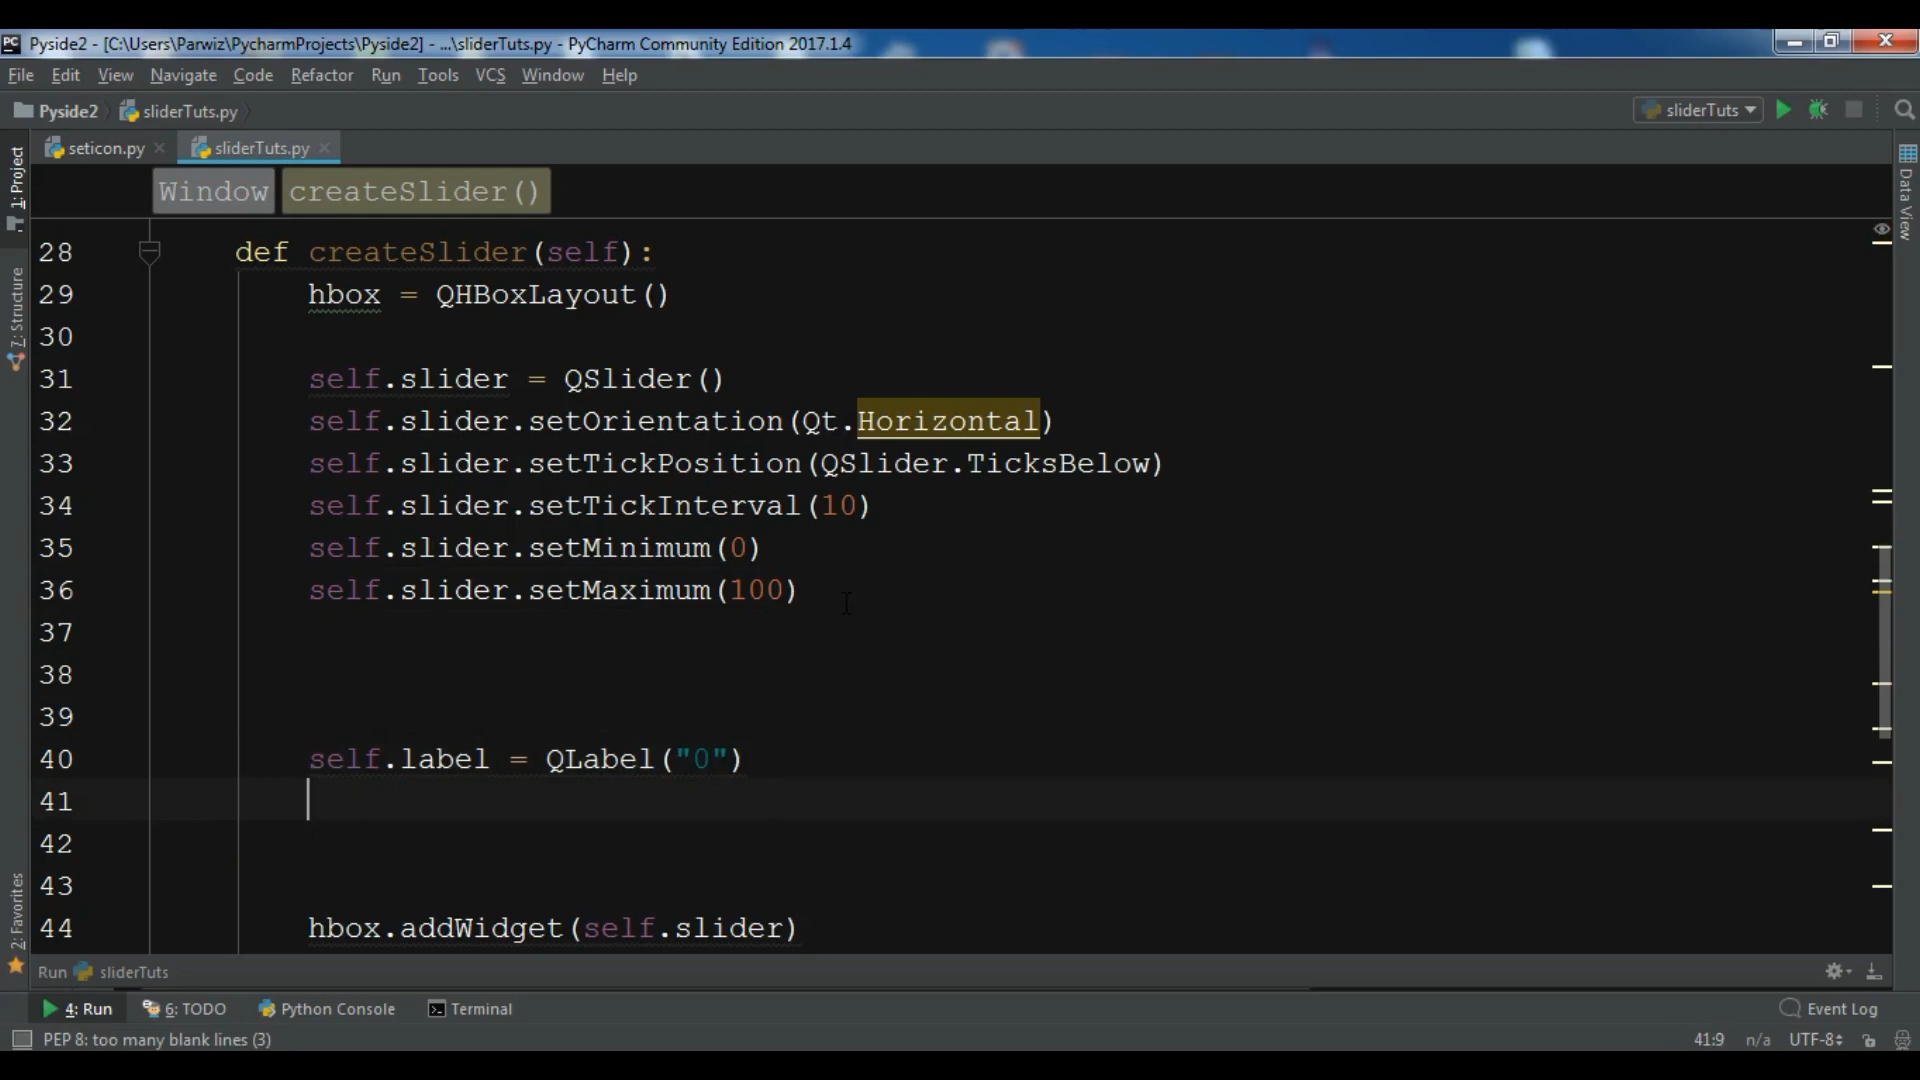 Pyside2 - [C:\Users\Parwiz\PycharmProjects\Pyside2] - ...\sliderTuts.py - PyCharm Community Edition 2017.1.4
File Edit View Navigate Code Refactor Run Tools VCS Window Help
Pyside2 sliderTuts.py sliderTuts
seticon.py sliderTuts.py
1: Project
7: Structure
2: Favorites
Data View
Window createSlider()
28 def createSlider(self):
29 hbox = QHBoxLayout()
30
31 self.slider = QSlider()
32 self.slider.setOrientation(Qt.Horizontal)
33 self.slider.setTickPosition(QSlider.TicksBelow)
34 self.slider.setTickInterval(10)
35 self.slider.setMinimum(0)
36 self.slider.setMaximum(100)
37
38
39
40 self.label = QLabel("0")
41
42
43
44 hbox.addWidget(self.slider)
Run sliderTuts
4: Run 6: TODO Python Console Terminal Event Log
PEP 8: too many blank lines (3) 41:9 n/a UTF-8